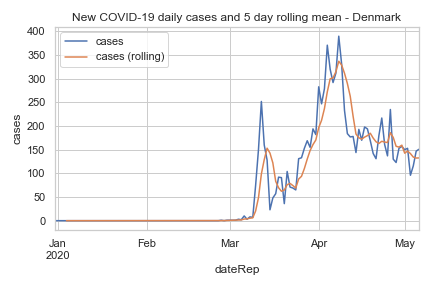 New COVID-19 daily cases and 5 day rolling mean - Denmark
cases
cases (rolling)
cases
400
350
300
250
200
150
100
50
0
Jan
2020
Feb
Mar
Apr
May
dateRep